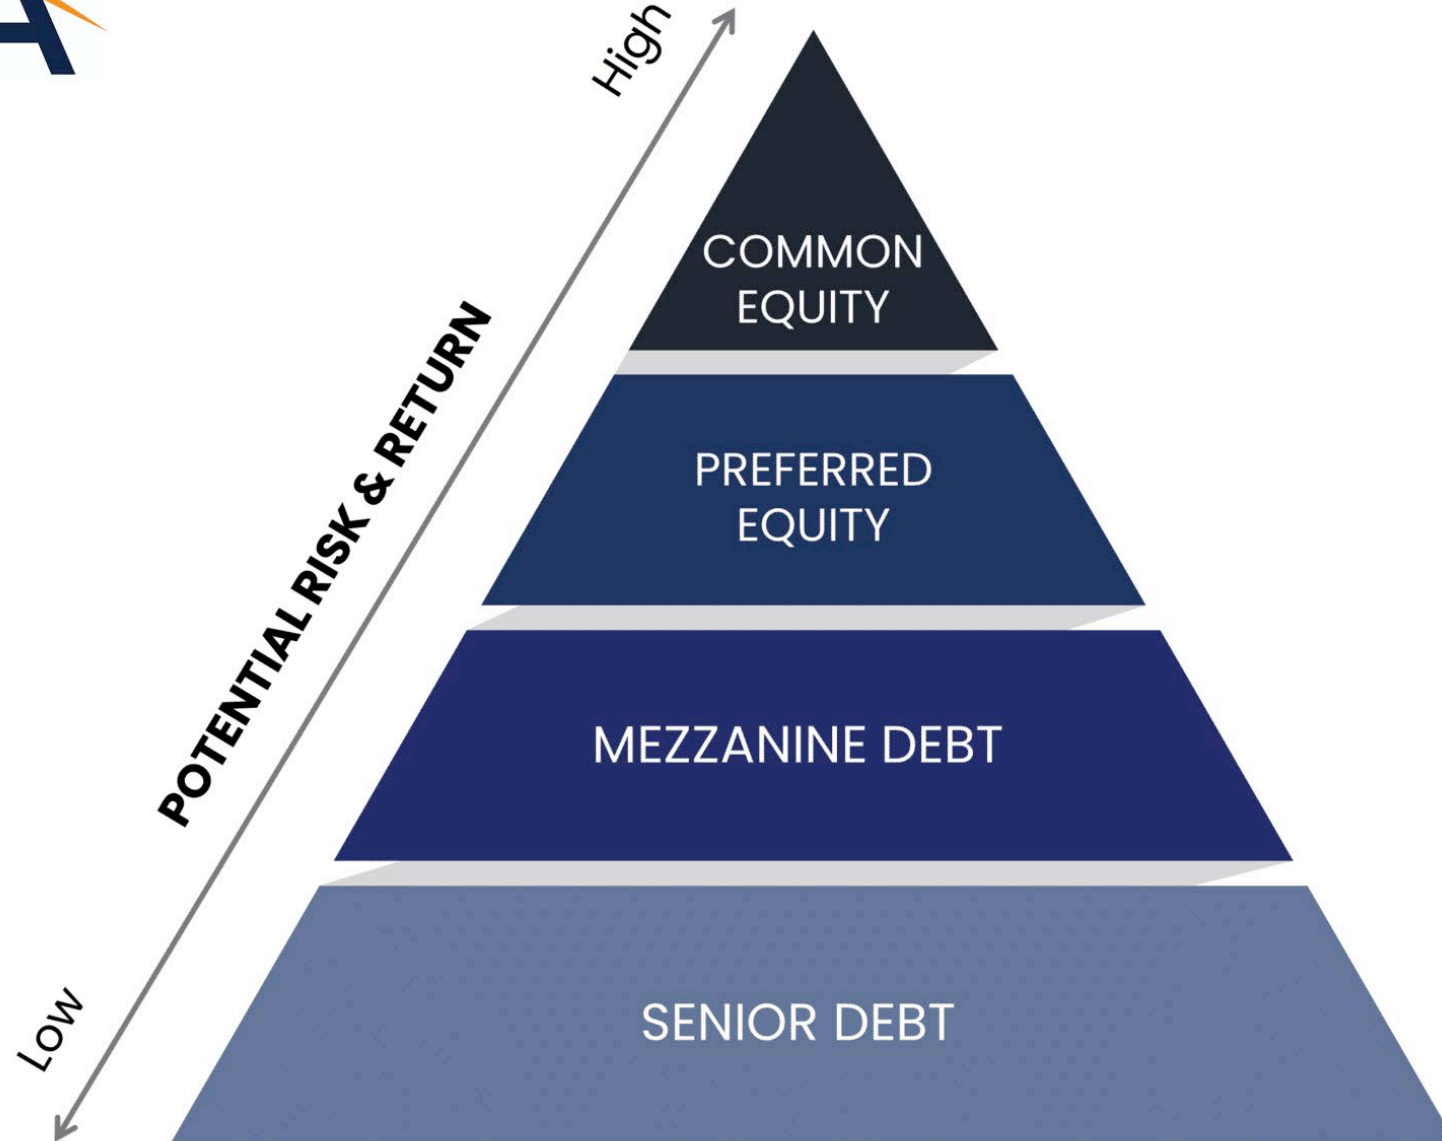 High
COMMON
EQUITY
PREFERRED
EQUITY
POTENTIAL RISK & RETURN
MEZZANINE DEBT
Low
SENIOR DEBT